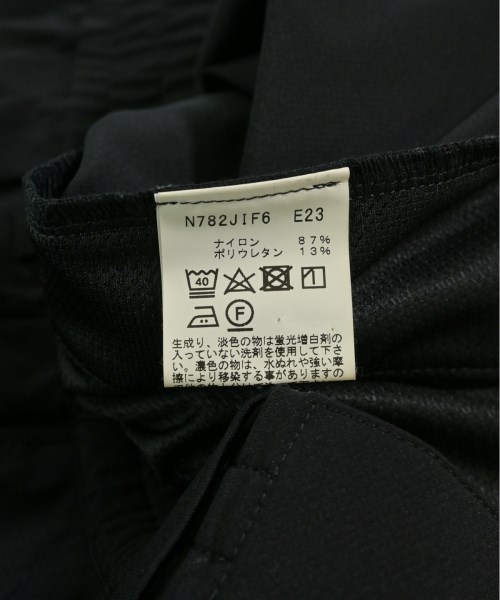 N782JIF6 E23
ナイロン 87%
ポリウレタン 13%
40
F
生成り、淡色の物は蛍光増白剤の
入っていない洗剤を使用して下さ
い。濃色の物は、水ぬれや強い摩
擦により移染する事がありますの